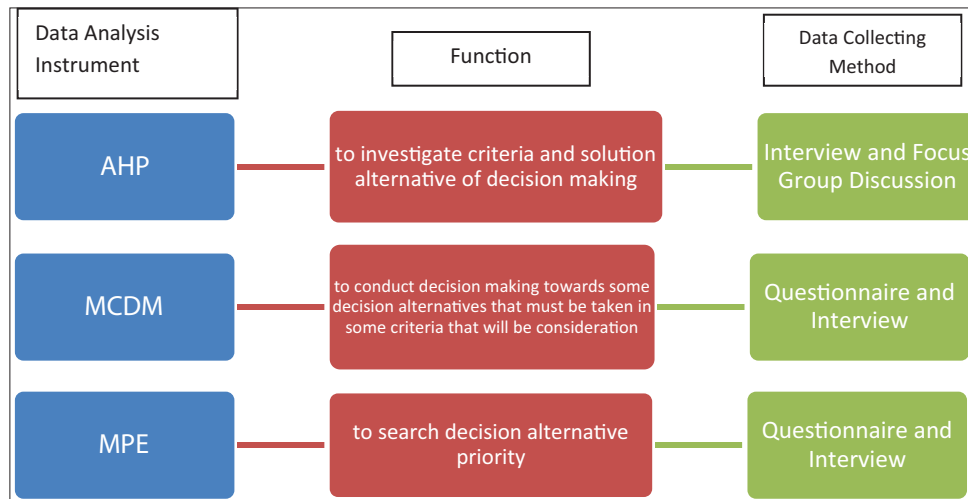 Data Analysis
Instrument
Function
Data Collecting
Method
AHP
to investigate criteria and solution
alternative of decision making
Interview and Focus
Group Discussion
MCDM
to conduct decision making towards some
decision alternatives that must be taken in
some criteria that will be consideration
Questionnaire and
Interview
MPE
to search decision alternative
priority
Questionnaire and
Interview